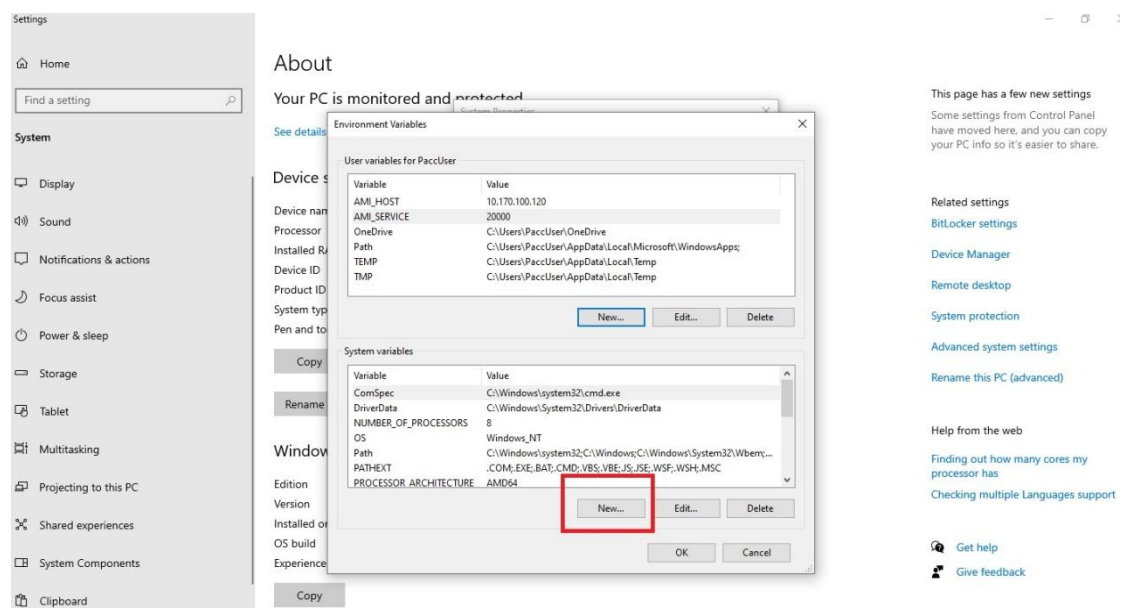 Settings
Home
Find a setting
System
Display
Sound
Notifications & actions
Focus assist
Power & sleep
Storage
Tablet
Multitasking
Projecting to this PC
Shared experiences
System Components
Clipboard
About
Your PC is monitored and protected
See details
Device s
Device nam
Processor
Installed RA
Device ID
Product ID
System typ
Pen and to
Copy
Rename
Window
Edition
Version
Installed on
OS build
Experience
Copy
System Properties
Environment Variables
User variables for PaccUser
Variable Value
AMI_HOST 10.170.100.120
AMI_SERVICE 20000
OneDrive C:\Users\PaccUser\OneDrive
Path C:\Users\PaccUser\AppData\Local\Microsoft\WindowsApps;
TEMP C:\Users\PaccUser\AppData\Local\Temp
TMP C:\Users\PaccUser\AppData\Local\Temp
New... Edit... Delete
System variables
Variable Value
ComSpec C:\Windows\system32\cmd.exe
DriverData C:\Windows\System32\Drivers\DriverData
NUMBER_OF_PROCESSORS 8
OS Windows_NT
Path C:\Windows\system32;C:\Windows;C:\Windows\System32\Wbem;...
PATHEXT .COM;.EXE;.BAT;.CMD;.VBS;.VBE;.JS;.JSE;.WSF;.WSH;.MSC
PROCESSOR_ARCHITECTURE AMD64
New... Edit... Delete
OK Cancel
This page has a few new settings
Some settings from Control Panel
have moved here, and you can copy
your PC info so it's easier to share.
Related settings
BitLocker settings
Device Manager
Remote desktop
System protection
Advanced system settings
Rename this PC (advanced)
Help from the web
Finding out how many cores my
processor has
Checking multiple Languages support
Get help
Give feedback